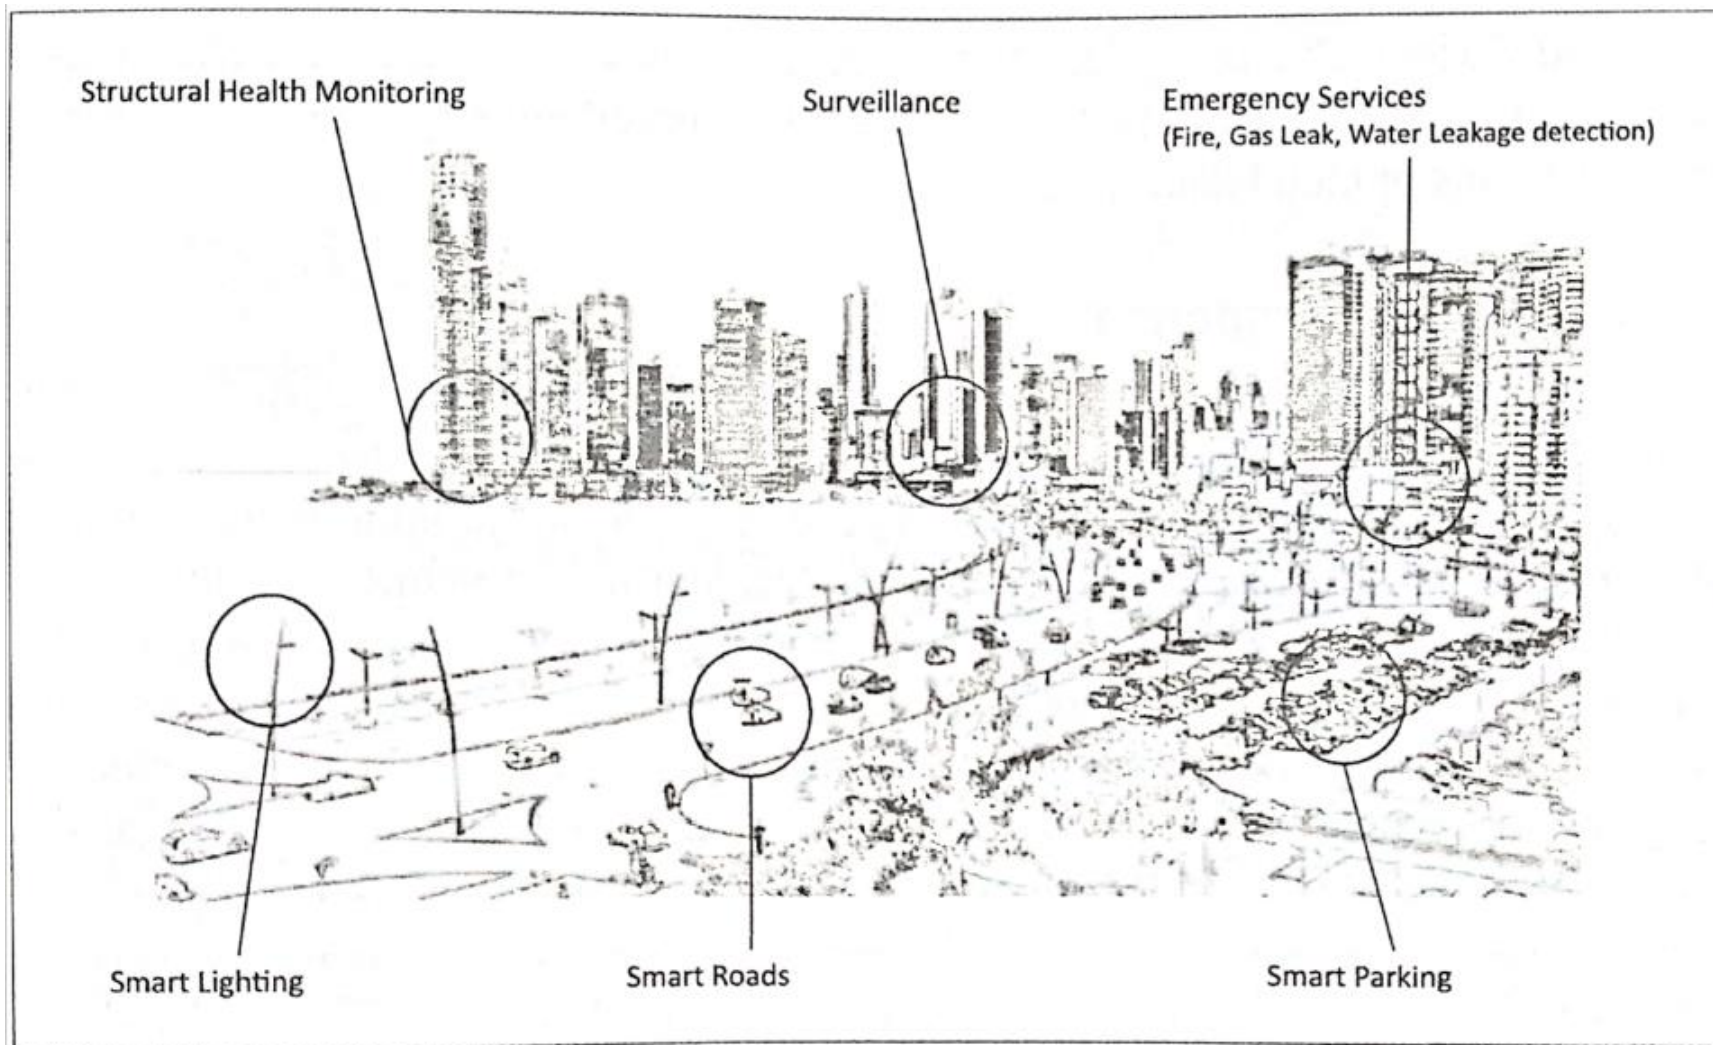 Structural Health Monitoring
Surveillance
Emergency Services
(Fire, Gas Leak, Water Leakage detection)
Smart Lighting
Smart Roads
Smart Parking